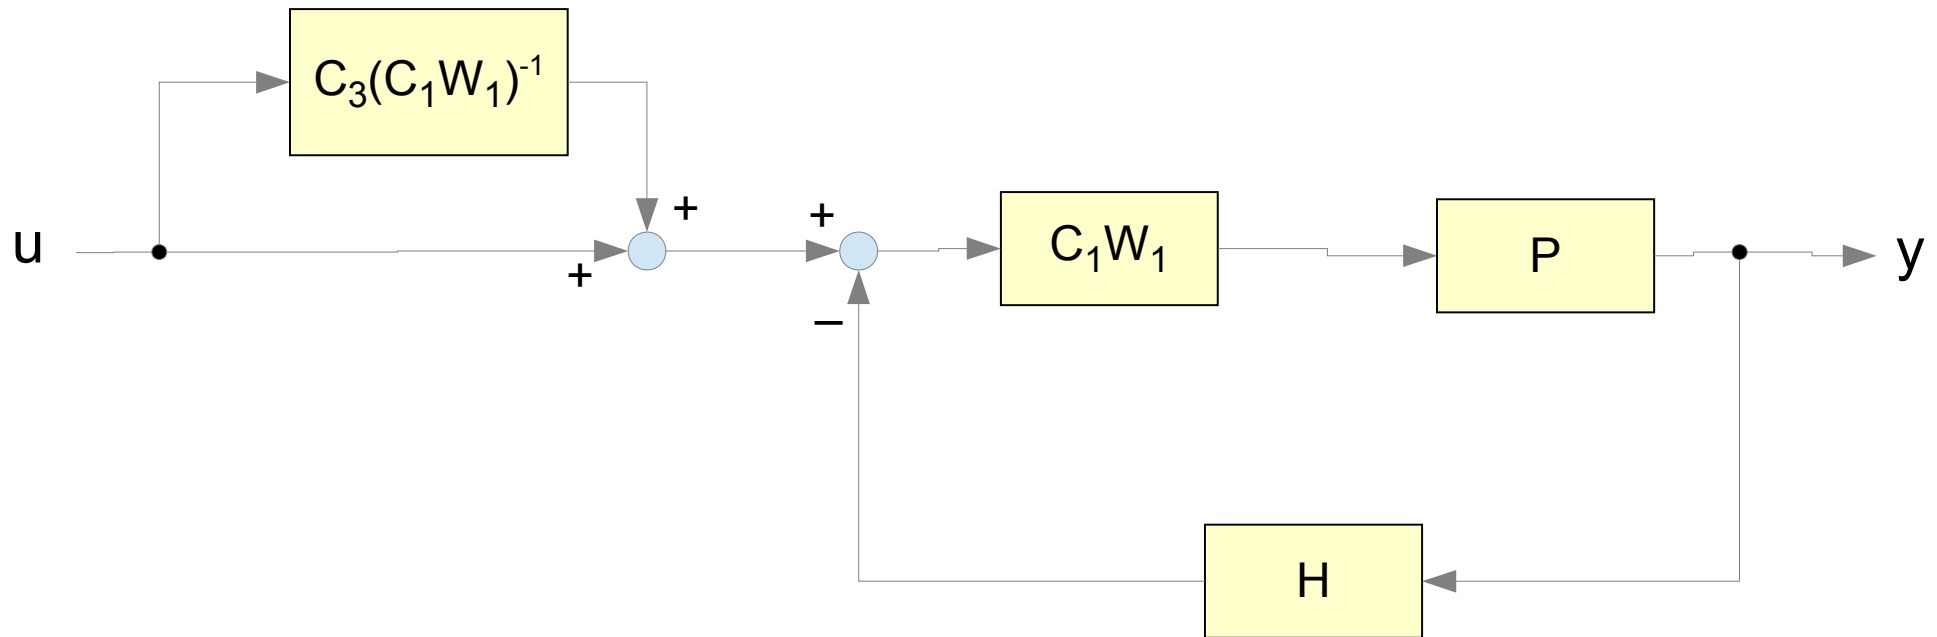 C₃(C₁W₁)⁻¹
+
+
u
+
C₁W₁
P
y
+
–
H